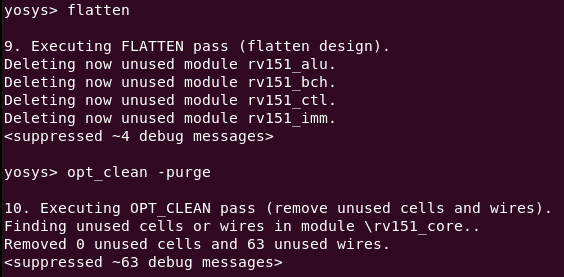 yosys> flatten
9. Executing FLATTEN pass (flatten design).
Deleting now unused module rv151_alu.
Deleting now unused module rv151_bch.
Deleting now unused module rv151_ctl.
Deleting now unused module rv151_imm.
<suppressed ~4 debug messages>
yosys> opt_clean -purge
10. Executing OPT_CLEAN pass (remove unused cells and wires).
Finding unused cells or wires in module \rv151_core..
Removed 0 unused cells and 63 unused wires.
<suppressed ~63 debug messages>